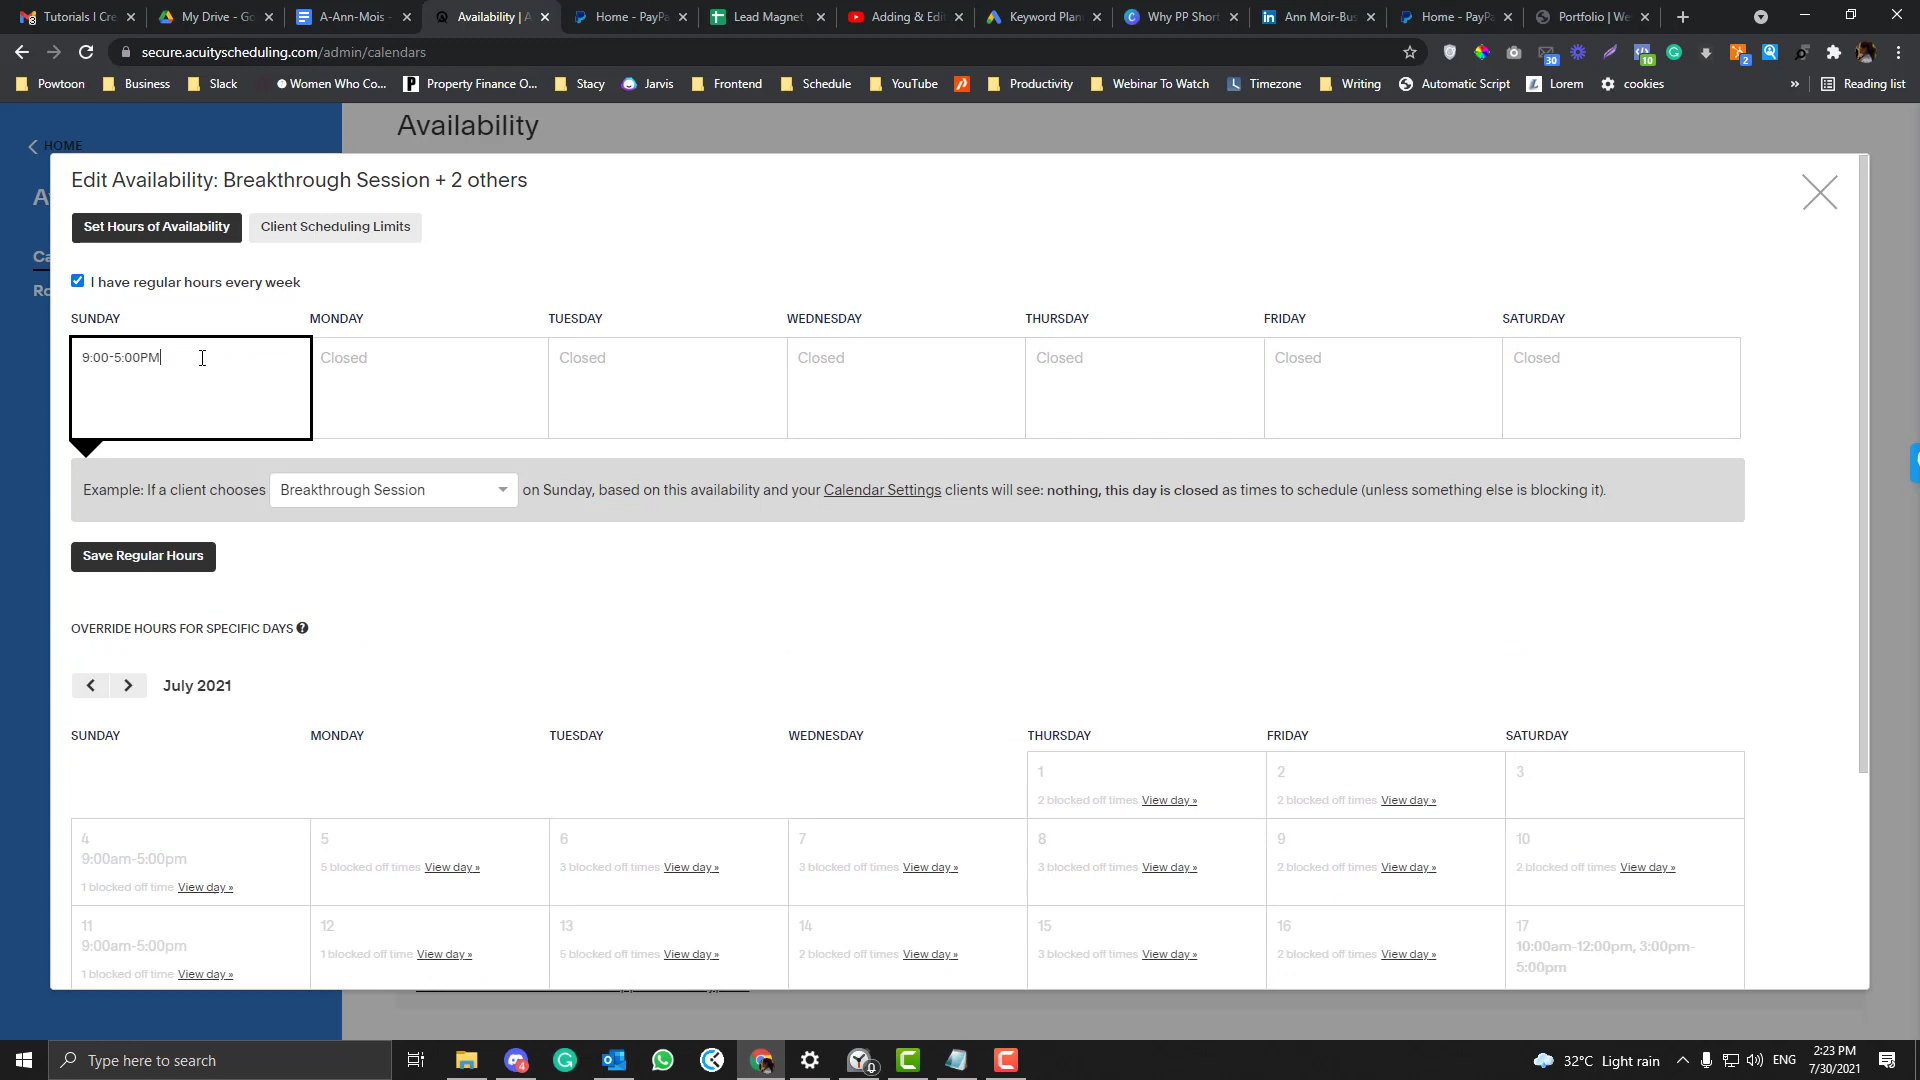 Tutorials I Cre
My Drive - Go
A-Ann-Mois -
Availability | A
Home - PayPa
Lead Magnet
Adding & Edi
Keyword Plan
Why PP Short
Ann Moir-Bus
Home - PayPa
Portfolio | We
secure.acuityscheduling.com/admin/calendars
30
10
2
Powtoon
Business
Slack
Women Who Co...
Property Finance O...
Stacy
Jarvis
Frontend
Schedule
YouTube
Productivity
Webinar To Watch
Timezone
Writing
Automatic Script
Lorem
cookies
»
Reading list
HOME
Availability
Edit Availability: Breakthrough Session + 2 others
Set Hours of Availability
Client Scheduling Limits
Ca
Ro
I have regular hours every week
SUNDAY MONDAY TUESDAY WEDNESDAY THURSDAY FRIDAY SATURDAY
9:00-5:00PM Closed Closed Closed Closed Closed Closed
Example: If a client chooses Breakthrough Session on Sunday, based on this availability and your Calendar Settings clients will see: nothing, this day is closed as times to schedule (unless something else is blocking it).
Save Regular Hours
OVERRIDE HOURS FOR SPECIFIC DAYS ?
July 2021
SUNDAY MONDAY TUESDAY WEDNESDAY THURSDAY FRIDAY SATURDAY
1 2 3
2 blocked off times View day » 2 blocked off times View day »
4 5 6 7 8 9 10
9:00am-5:00pm
5 blocked off times View day » 3 blocked off times View day » 3 blocked off times View day » 3 blocked off times View day » 2 blocked off times View day » 2 blocked off times View day »
1 blocked off time View day »
11 12 13 14 15 16 17
9:00am-5:00pm 10:00am-12:00pm, 3:00pm-
1 blocked off time View day » 5 blocked off times View day » 2 blocked off times View day » 3 blocked off times View day » 2 blocked off times View day » 5:00pm
1 blocked off time View day »
Type here to search
4
0
32°C Light rain
ENG
2:23 PM
7/30/2021